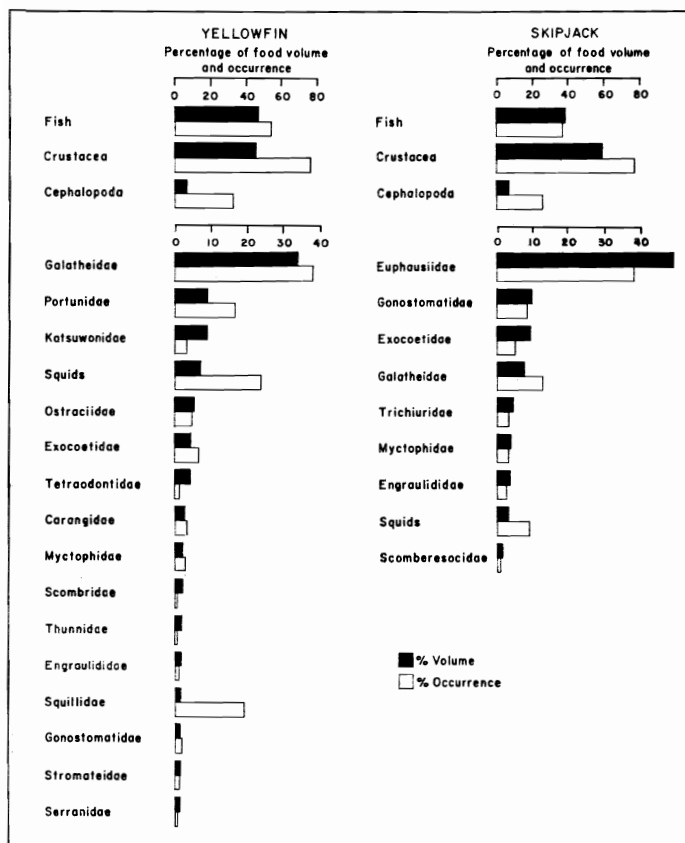 YELLOWFIN
Percentage of food volume
and occurrence
0 20 40 60 80
Fish
Crustacea
Cephalopoda
0 10 20 30 40
Galatheidae
Portunidae
Katsuwonidae
Squids
Ostraciidae
Exocoetidae
Tetraodontidae
Carangidae
Myctophidae
Scombridae
Thunnidae
Engraulididae
Squillidae
Gonostomatidae
Stromateidae
Serranidae
SKIPJACK
Percentage of food volume
and occurrence
0 20 40 60 80
Fish
Crustacea
Cephalopoda
0 10 20 30 40
Euphausiidae
Gonostomatidae
Exocoetidae
Galatheidae
Trichiuridae
Myctophidae
Engraulididae
Squids
Scomberesocidae
% Volume
% Occurrence